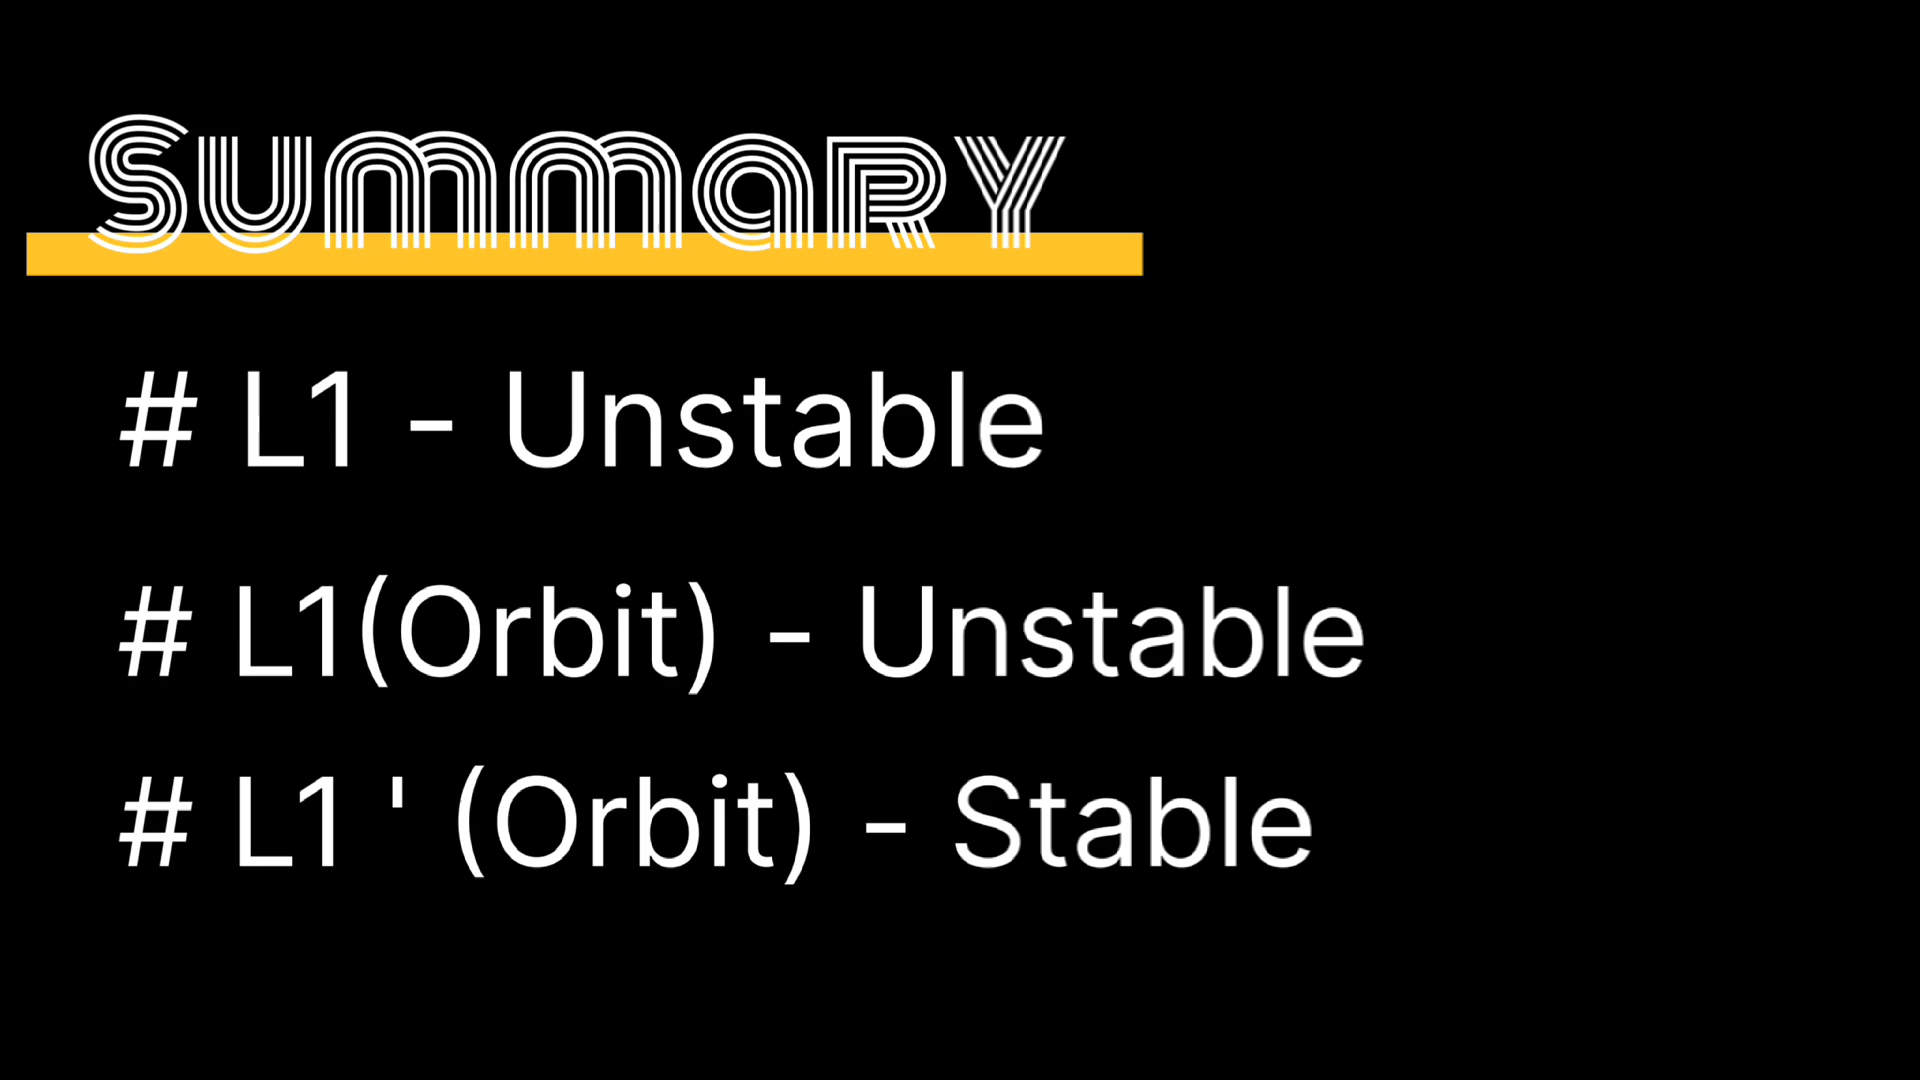 Summary
# L1 - Unstable
# L1(Orbit) - Unstable
# L1 ' (Orbit) - Stable